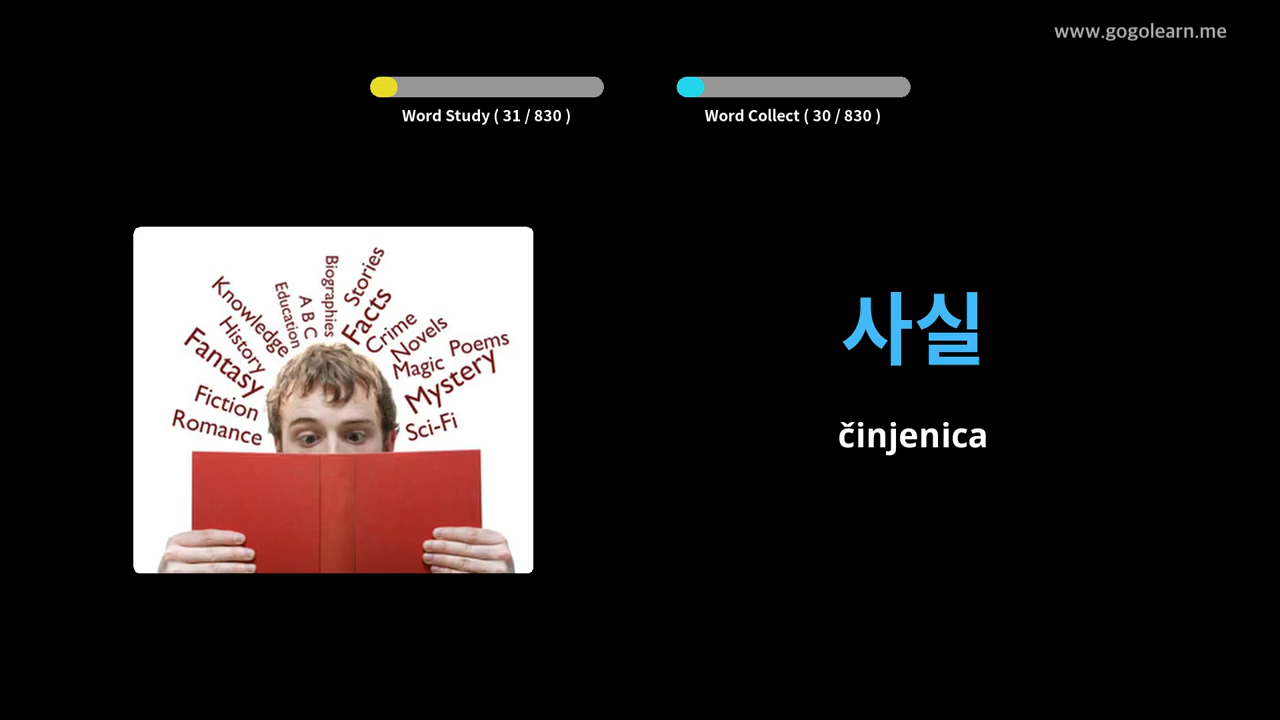 www.gogolearn.me
Word Study ( 31 / 830 )
Word Collect ( 30 / 830 )
Biographies
Stories
Facts
A B C
Education
Knowledge
History
Fantasy
Fiction
Romance
Crime
Novels
Poems
Magic
Mystery
Sci-Fi
사실
činjenica